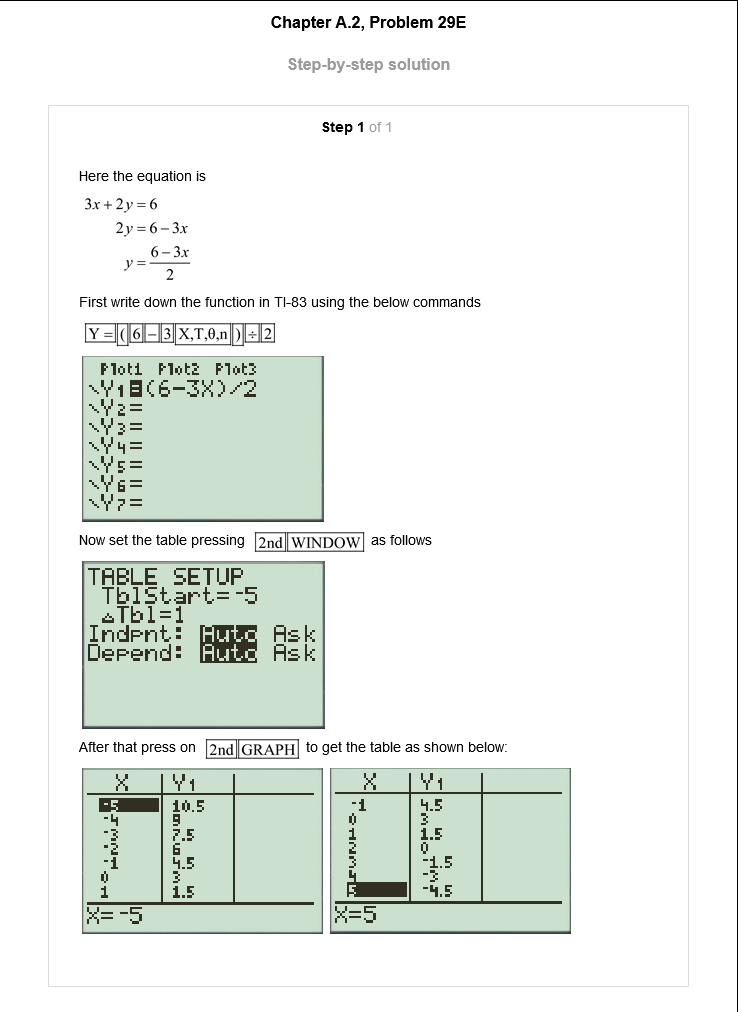 Chapter A.2, Problem 29E
Step-by-step solution
Step 1 of 1
Here the equation is
3x + 2y = 6
2y = 6 – 3x
y = (6 – 3x)/2
First write down the function in TI-83 using the below commands
Y = ( 6 – 3 X,T,θ,n ) ÷ 2
Plot1 Plot2 Plot3
\Y1=(6-3X)/2
\Y2=
\Y3=
\Y4=
\Y5=
\Y6=
\Y7=
Now set the table pressing 2nd WINDOW as follows
TABLE SETUP
TblStart=-5
△Tbl=1
Indpnt: Auto Ask
Depend: Auto Ask
After that press on 2nd GRAPH to get the table as shown below:
X Y1
-5 10.5
-4 9
-3 7.5
-2 6
-1 4.5
0 3
1 1.5
X=-5
X Y1
-1 4.5
0 3
1 1.5
2 0
3 -1.5
4 -3
5 -4.5
X=5